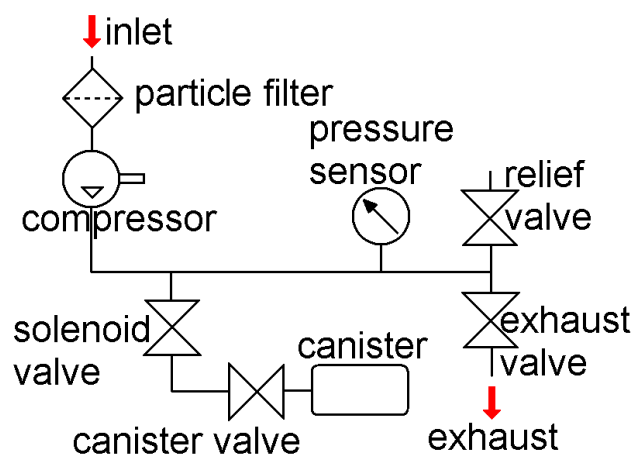 inlet
particle filter
pressure
sensor
relief
valve
compressor
solenoid
valve
canister
exhaust
valve
canister valve
exhaust